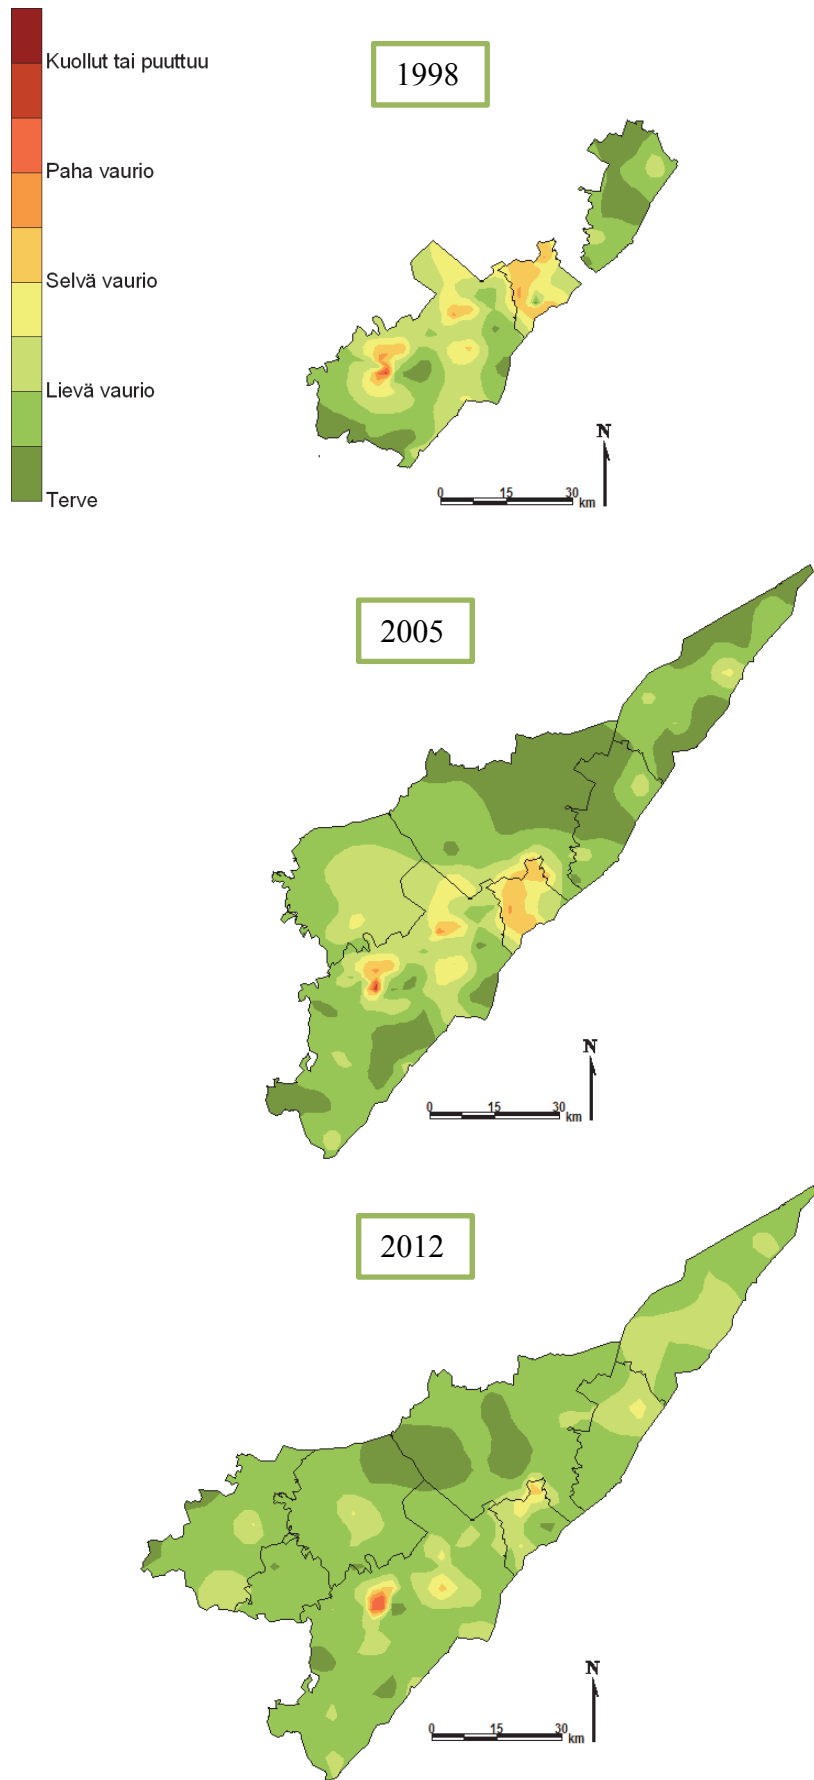 Kuollut tai puuttuu
Paha vaurio
Selvä vaurio
Lievä vaurio
Terve
1998
N
0 15 30
km
2005
N
0 15 30
km
2012
N
0 15 30
km